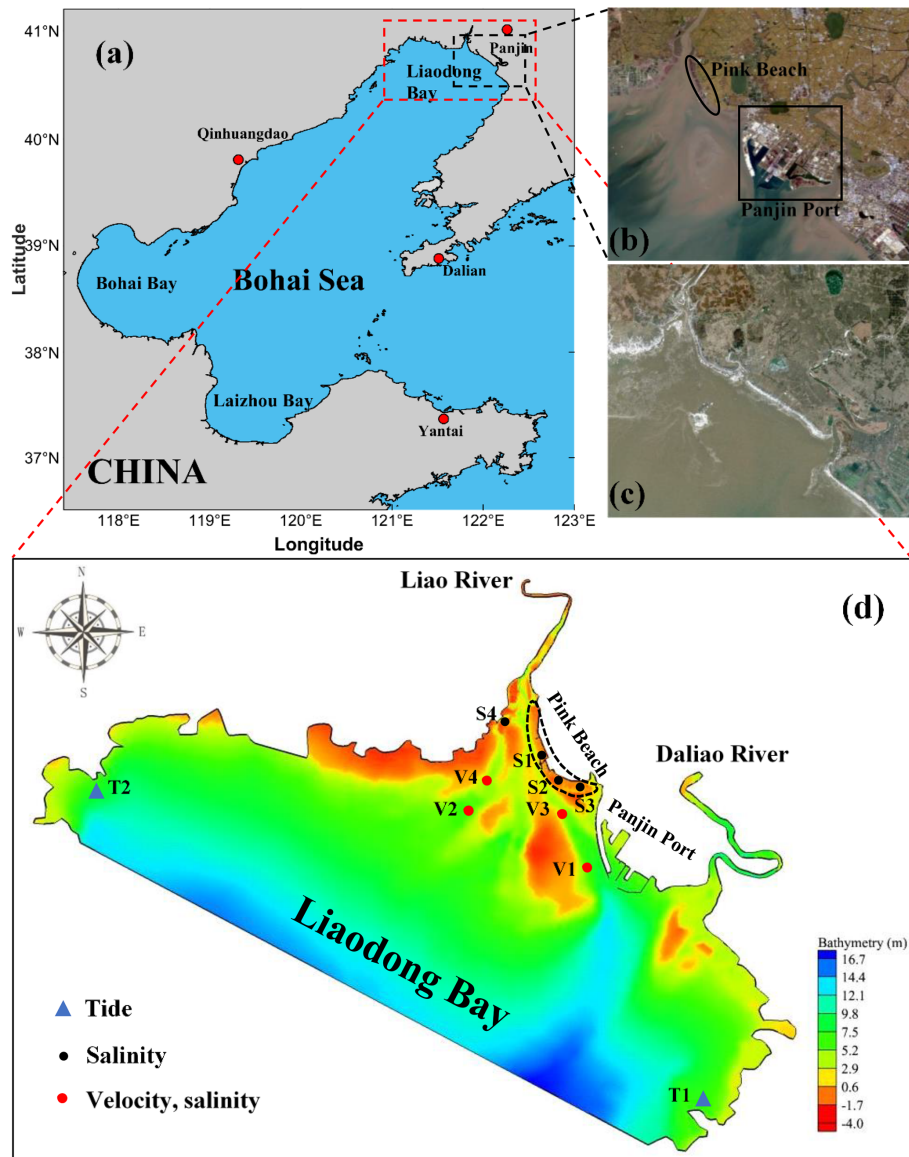 (a)
41°N
40°N
39°N
38°N
37°N
Latitude
118°E
119°E
120°E
121°E
122°E
123°E
Longitude
Panjin
Liaodong
Bay
Qinhuangdao
Bohai Bay
Bohai Sea
Dalian
Laizhou Bay
Yantai
CHINA
Pink Beach
Panjin Port
(b)
(c)
(d)
Liao River
N
W
E
S
S4
Pink Beach
S1
S2
S3
Daliao River
T2
V4
V2
V3
Panjin Port
V1
Liaodong Bay
Tide
Salinity
Velocity, salinity
T1
Bathymetry (m)
16.7
14.4
12.1
9.8
7.5
5.2
2.9
0.6
-1.7
-4.0